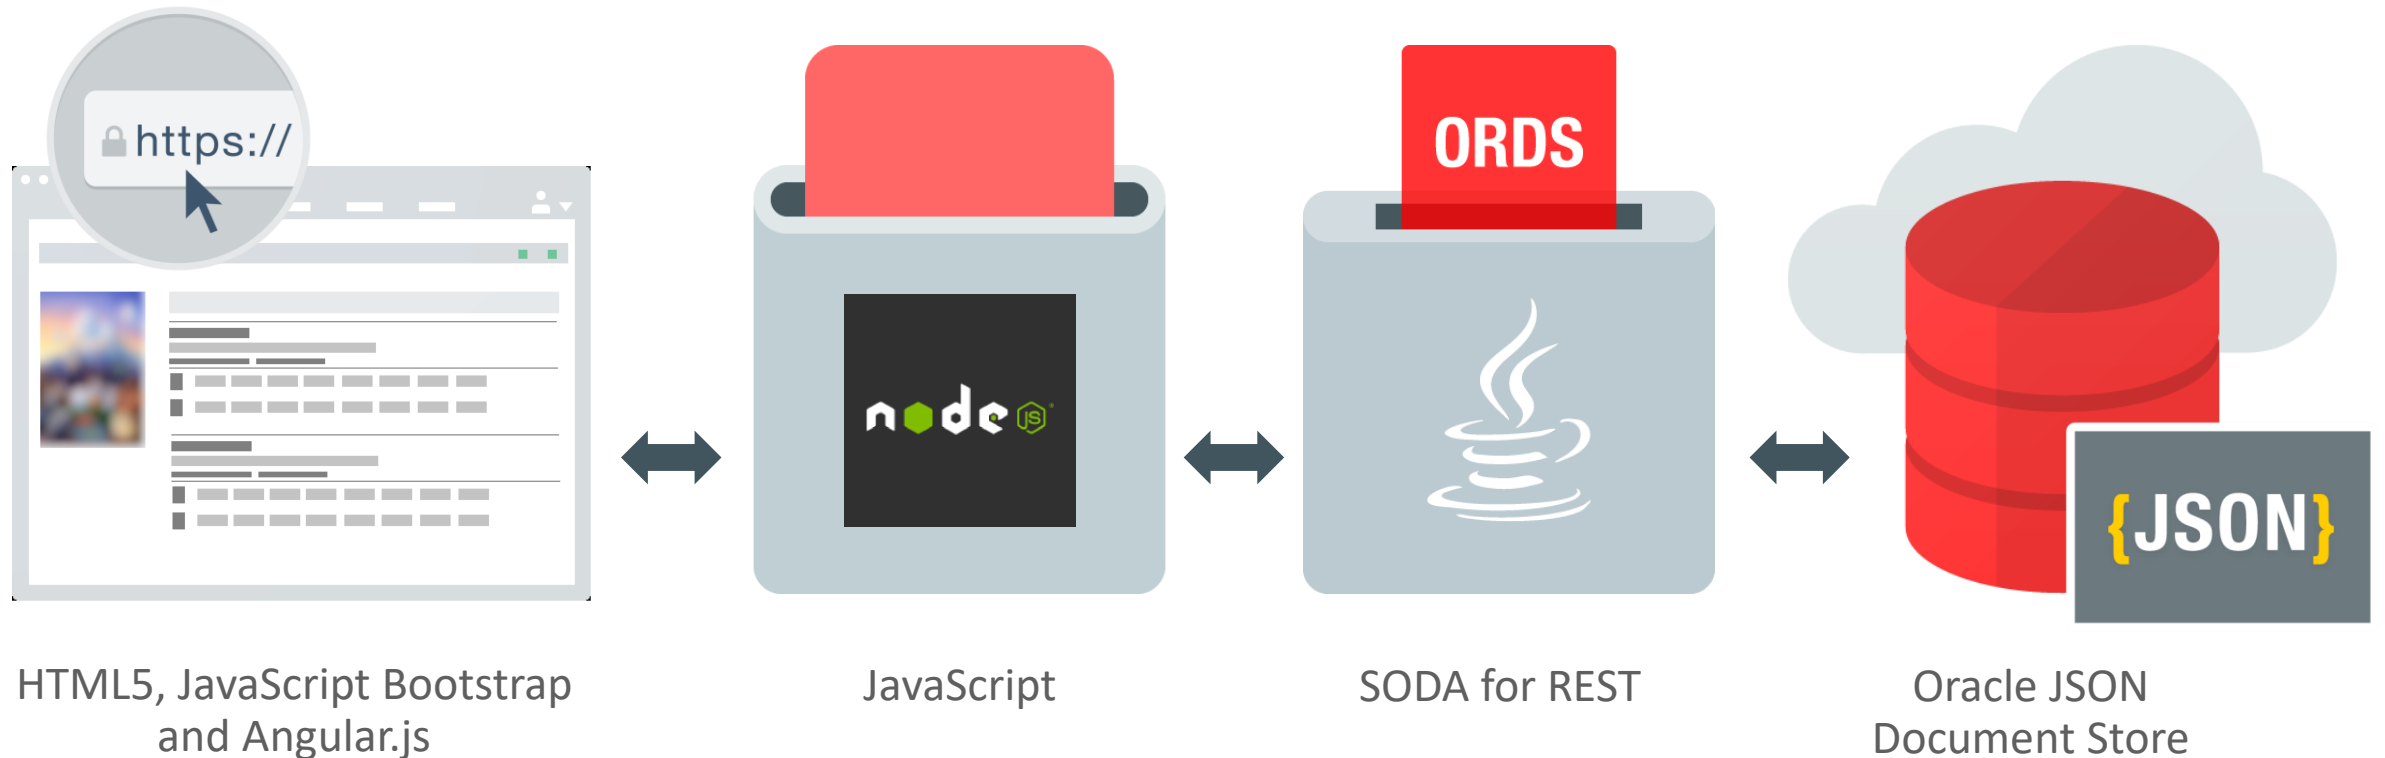 https://
ORDS
node
JS
{JSON}
HTML5, JavaScript Bootstrap
and Angular.js
JavaScript
SODA for REST
Oracle JSON
Document Store